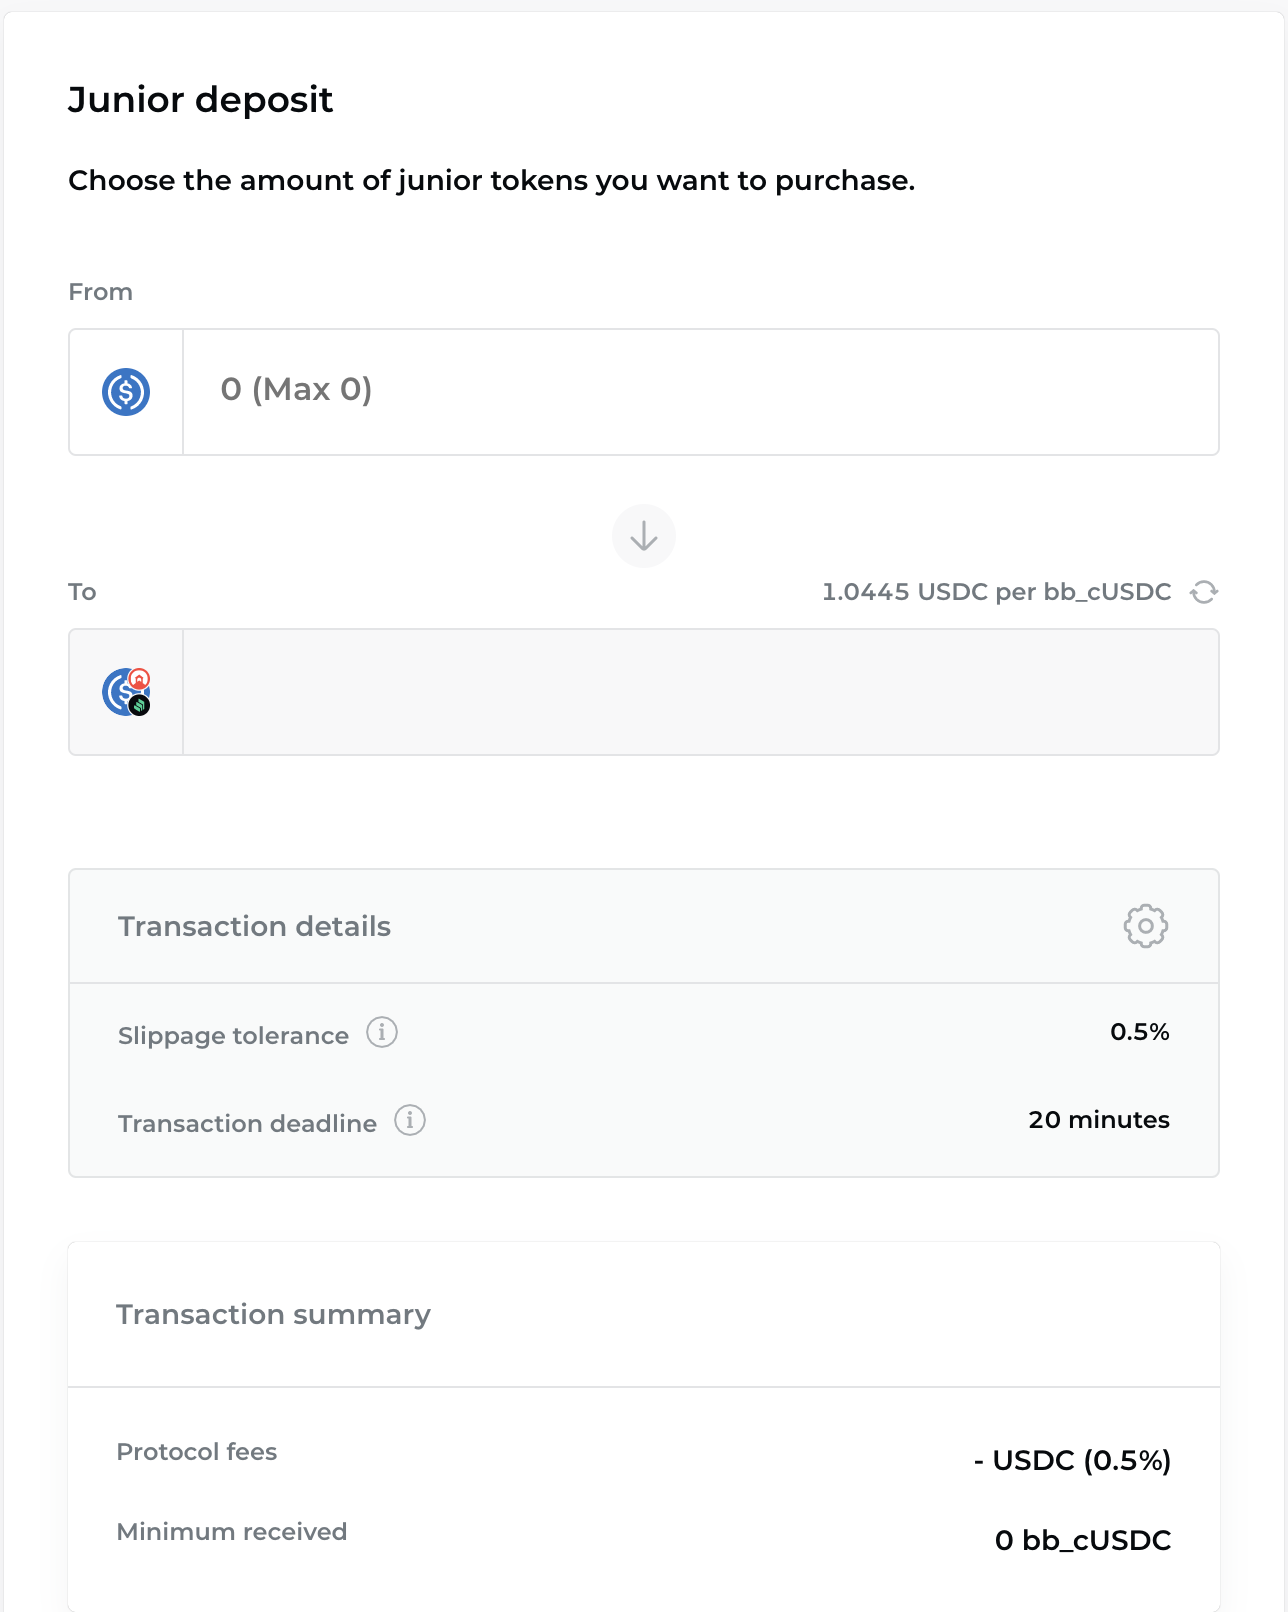 Junior deposit
Choose the amount of junior tokens you want to purchase.
From
0 (Max 0)
To
1.0445 USDC per bb_cUSDC
Transaction details
Slippage tolerance
0.5%
Transaction deadline
20 minutes
Transaction summary
Protocol fees
- USDC (0.5%)
Minimum received
0 bb_cUSDC